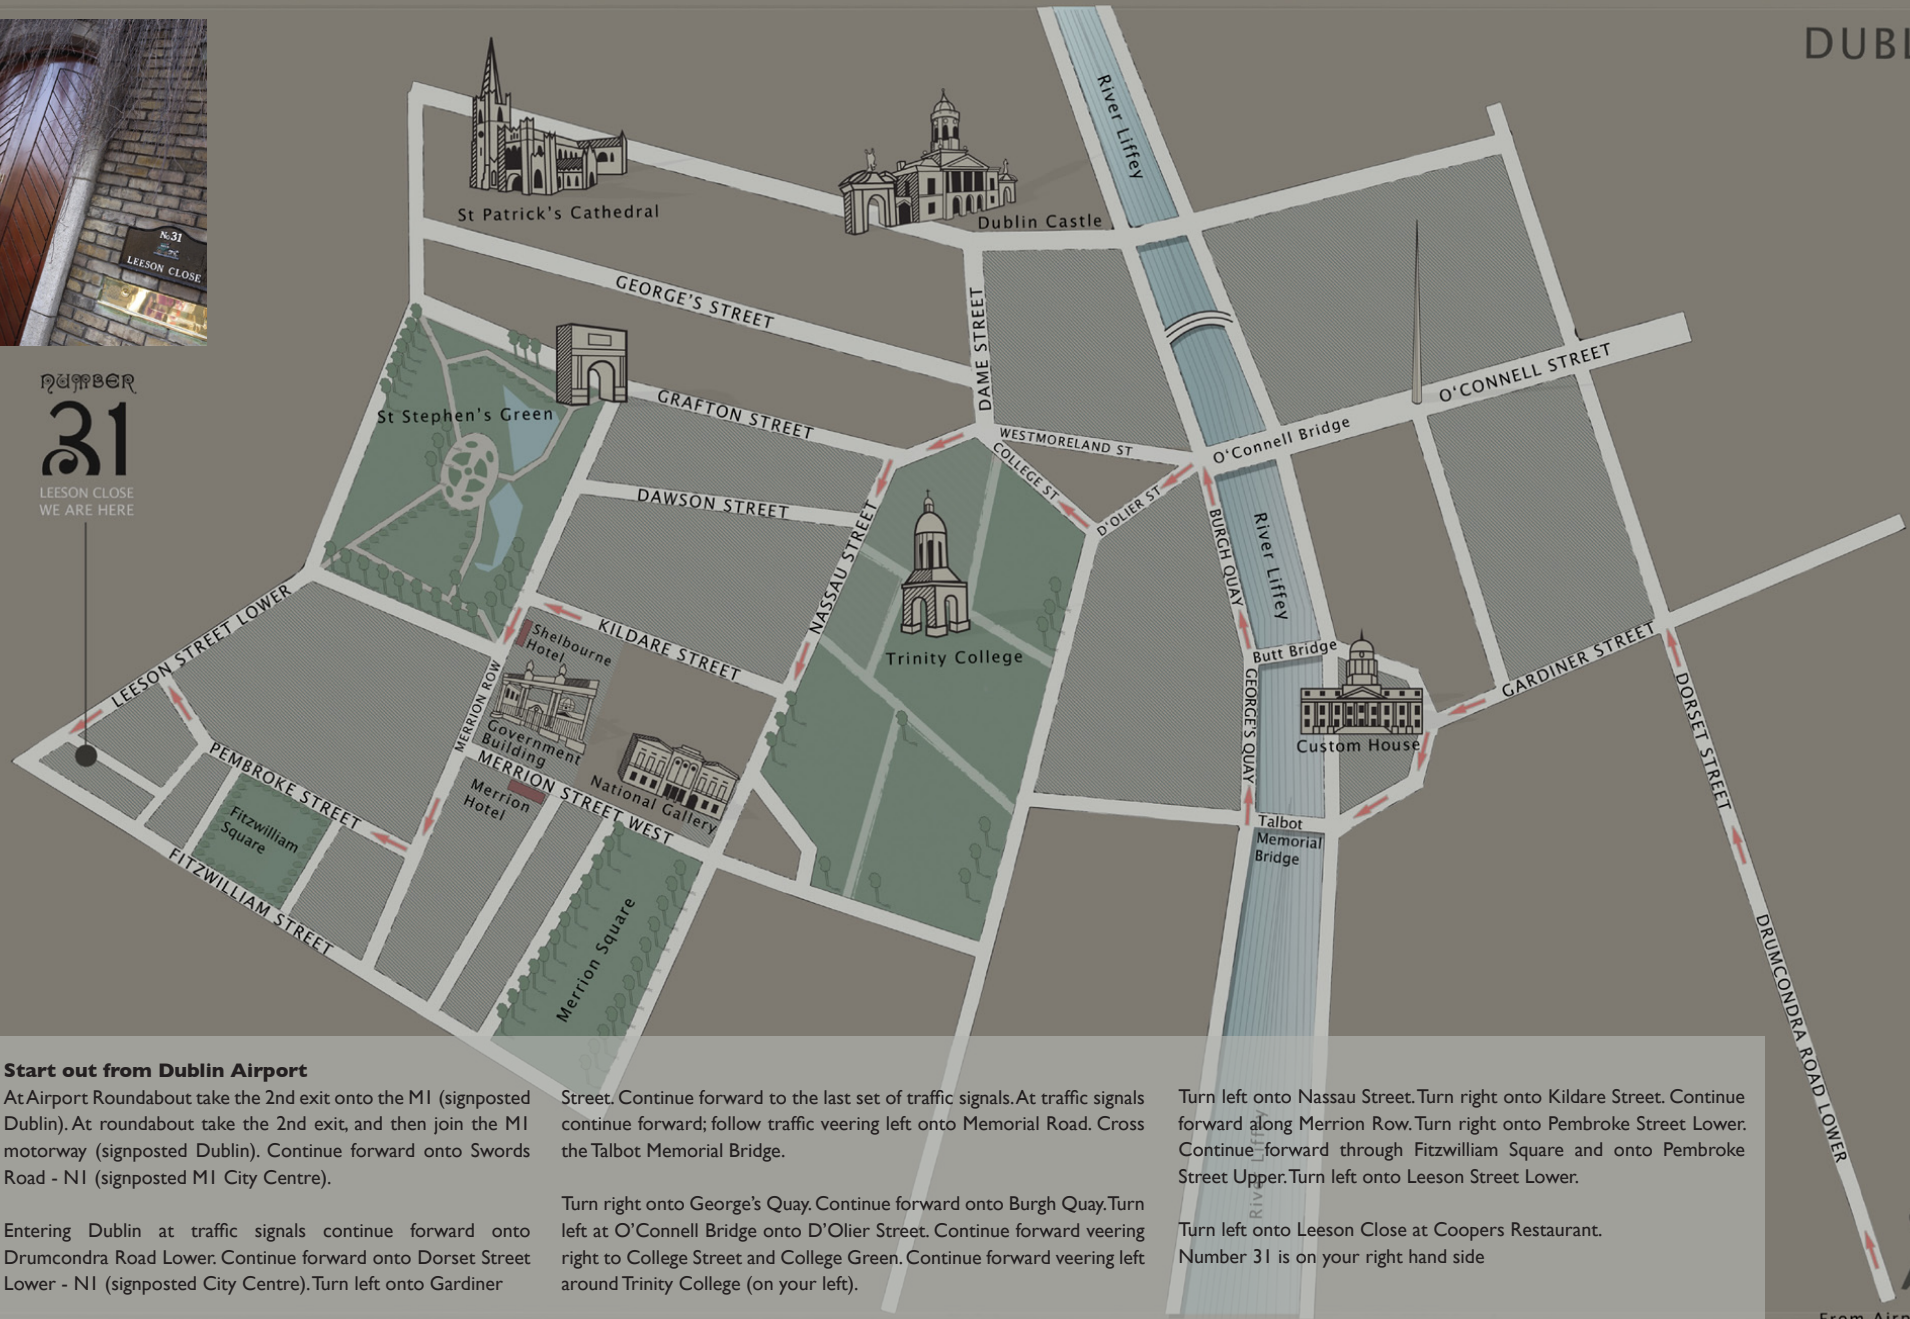 DUBL
No31
LEESON CLOSE
NUMBER
31
LEESON CLOSE
WE ARE HERE
St Patrick's Cathedral
Dublin Castle
River Liffey
GEORGE'S STREET
DAME STREET
St Stephen's Green
GRAFTON STREET
WESTMORELAND ST
COLLEGE ST
D'OLIER ST
O'Connell Bridge
O'CONNELL STREET
DAWSON STREET
NASSAU STREET
BURGH QUAY
River Liffey
Trinity College
LEESON STREET LOWER
KILDARE STREET
Shelbourne
Hotel
MERRION ROW
Government
Building
National Gallery
MERRION STREET WEST
Merrion
Hotel
Butt Bridge
GEORGE'S QUAY
Custom House
GARDINER STREET
DORSET STREET
PEMBROKE STREET
Fitzwilliam
Square
FITZWILLIAM STREET
Merrion Square
Talbot
Memorial
Bridge
DRUMCONDRA ROAD LOWER
River Liffy
Start out from Dublin Airport
At Airport Roundabout take the 2nd exit onto the M1 (signposted
Dublin). At roundabout take the 2nd exit, and then join the M1
motorway (signposted Dublin). Continue forward onto Swords
Road - N1 (signposted M1 City Centre).
Entering Dublin at traffic signals continue forward onto
Drumcondra Road Lower. Continue forward onto Dorset Street
Lower - N1 (signposted City Centre). Turn left onto Gardiner
Street. Continue forward to the last set of traffic signals. At traffic signals
continue forward; follow traffic veering left onto Memorial Road. Cross
the Talbot Memorial Bridge.
Turn right onto George's Quay. Continue forward onto Burgh Quay. Turn
left at O'Connell Bridge onto D'Olier Street. Continue forward veering
right to College Street and College Green. Continue forward veering left
around Trinity College (on your left).
Turn left onto Nassau Street. Turn right onto Kildare Street. Continue
forward along Merrion Row. Turn right onto Pembroke Street Lower.
Continue forward through Fitzwilliam Square and onto Pembroke
Street Upper. Turn left onto Leeson Street Lower.
Turn left onto Leeson Close at Coopers Restaurant.
Number 31 is on your right hand side